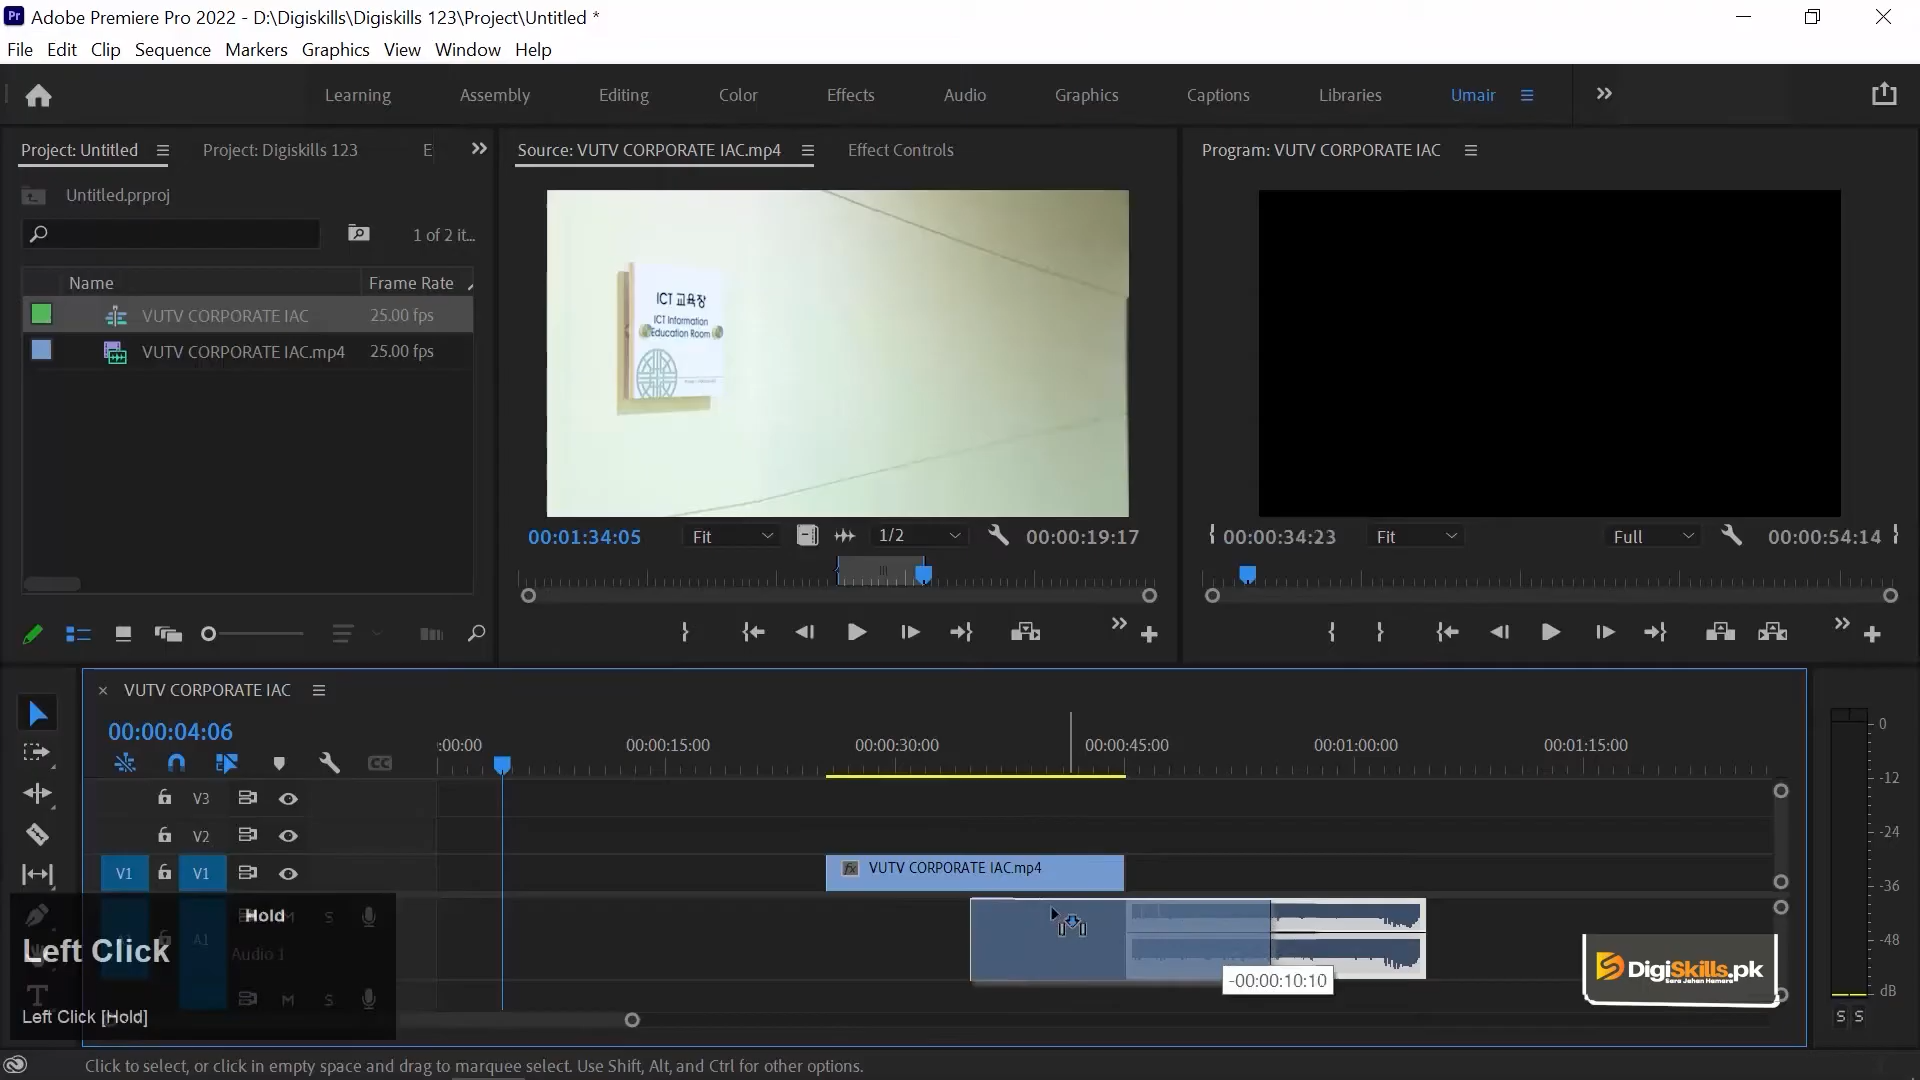 Adobe Premiere Pro 2022 - D:\Digiskills\Digiskills 123\Project\Untitled *
File Edit Clip Sequence Markers Graphics View Window Help
Learning Assembly Editing Color Effects Audio Graphics Captions Libraries Umair
Project: Untitled Project: Digiskills 123 E
Source: VUTV CORPORATE IAC.mp4 Effect Controls
Program: VUTV CORPORATE IAC
Untitled.prproj
1 of 2 it...
Name Frame Rate
VUTV CORPORATE IAC 25.00 fps
VUTV CORPORATE IAC.mp4 25.00 fps
ICT 교육장
ICT Information
Education Room
00:01:34:05 Fit 1/2 00:00:19:17
00:00:34:23 Fit Full 00:00:54:14
VUTV CORPORATE IAC
00:00:04:06
:00:00 00:00:15:00 00:00:30:00 00:00:45:00 00:01:00:00 00:01:15:00
CC
V3
V2
V1 V1
VUTV CORPORATE IAC.mp4
Hold M S
A1 A1
Left Click Audio 1
M S
Left Click [Hold]
-00:00:10:10
DigiSkills.pk
Sara Jahan Hamara
0
-12
-24
-36
-48
dB
S S
Click to select, or click in empty space and drag to marquee select. Use Shift, Alt, and Ctrl for other options.